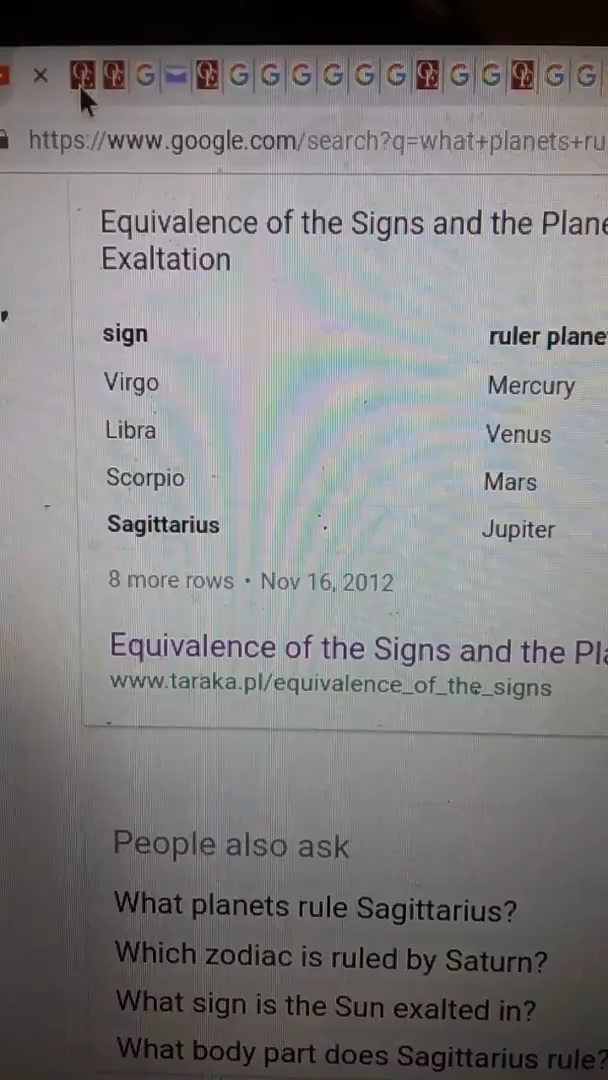 https://www.google.com/search?q=what+planets+ru
Equivalence of the Signs and the Plane
Exaltation
sign ruler plane
Virgo Mercury
Libra Venus
Scorpio Mars
Sagittarius Jupiter
8 more rows · Nov 16, 2012
Equivalence of the Signs and the Pla
www.taraka.pl/equivalence_of_the_signs
People also ask
What planets rule Sagittarius?
Which zodiac is ruled by Saturn?
What sign is the Sun exalted in?
What body part does Sagittarius rule?